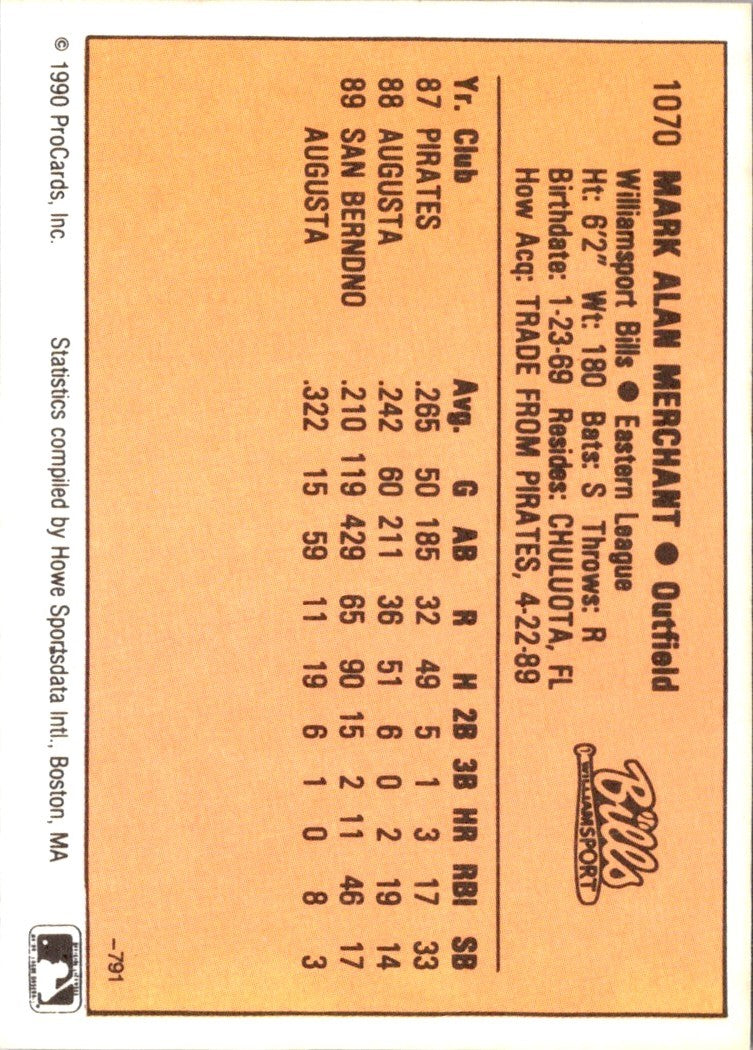 1070 MARK ALAN MERCHANT ● Outfield
Williamsport Bills ● Eastern League
Ht: 6'2" Wt: 180 Bats: S Throws: R
Birthdate: 1-23-69 Resides: CHULUOTA, FL
How Acq: TRADE FROM PIRATES, 4-22-89
Bills
WILLIAMSPORT
Yr. Club Avg. G AB R H 2B 3B HR RBI SB
87 PIRATES .265 50 185 32 49 5 1 3 17 33
88 AUGUSTA .242 60 211 36 51 6 0 2 19 14
89 SAN BERNDNO .210 119 429 65 90 15 2 11 46 17
AUGUSTA .322 15 59 11 19 6 1 0 8 3
-791
© 1990 ProCards, Inc. Statistics compiled by Howe Sportsdata Intl., Boston, MA